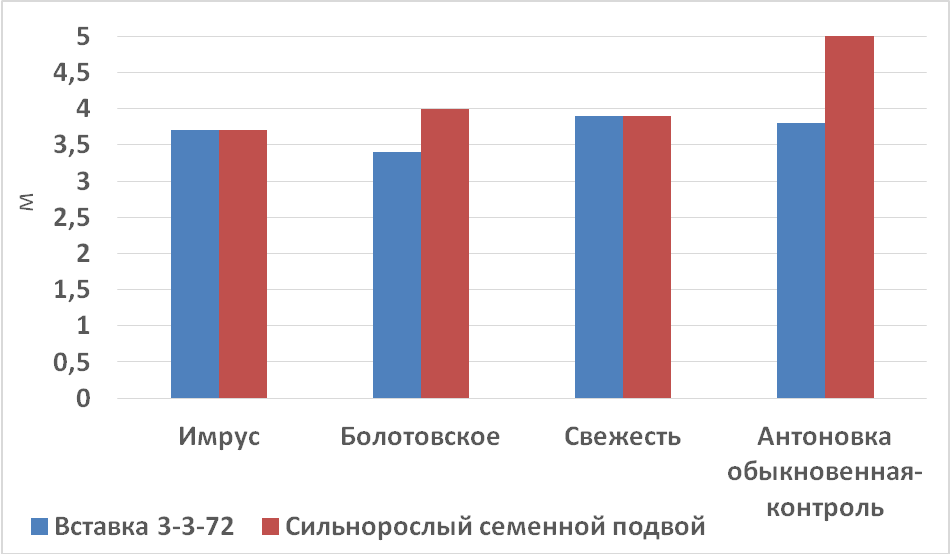 5
4,5
4
3,5
3
2,5
2
1,5
1
0,5
0
м
Имрус
Болотовское
Свежесть
Антоновка
обыкновенная-
контроль
Вставка 3-3-72
Сильнорослый семенной подвой